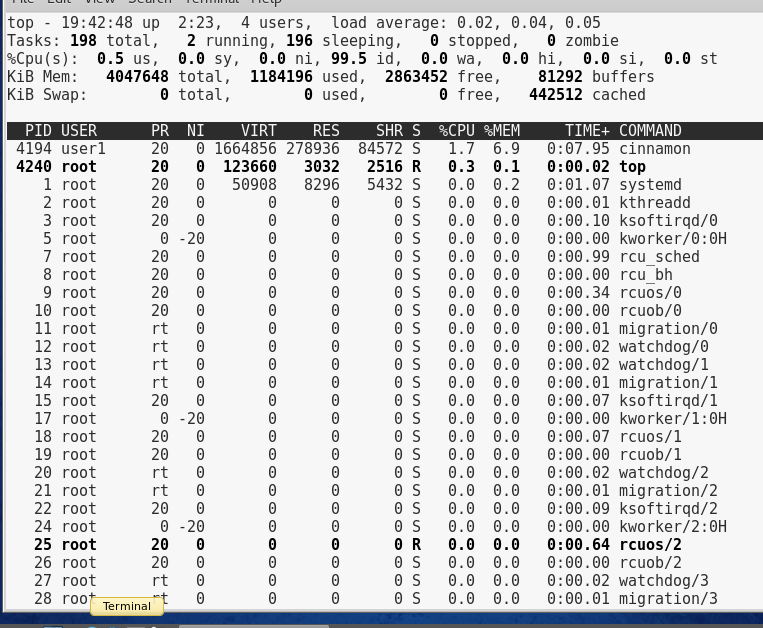 File Edit View Search Terminal Help
top - 19:42:48 up  2:23,  4 users,  load average: 0.02, 0.04, 0.05
Tasks: 198 total,   2 running, 196 sleeping,   0 stopped,   0 zombie
%Cpu(s):  0.5 us,  0.0 sy,  0.0 ni, 99.5 id,  0.0 wa,  0.0 hi,  0.0 si,  0.0 st
KiB Mem:   4047648 total,  1184196 used,  2863452 free,    81292 buffers
KiB Swap:        0 total,        0 used,        0 free,   442512 cached
  PID USER      PR  NI    VIRT    RES    SHR S  %CPU %MEM     TIME+ COMMAND
 4194 user1     20   0 1664856 278936  84572 S   1.7  6.9   0:07.95 cinnamon
 4240 root      20   0  123660   3032   2516 R   0.3  0.1   0:00.02 top
    1 root      20   0   50908   8296   5432 S   0.0  0.2   0:01.07 systemd
    2 root      20   0       0      0      0 S   0.0  0.0   0:00.01 kthreadd
    3 root      20   0       0      0      0 S   0.0  0.0   0:00.10 ksoftirqd/0
    5 root       0 -20       0      0      0 S   0.0  0.0   0:00.00 kworker/0:0H
    7 root      20   0       0      0      0 S   0.0  0.0   0:00.99 rcu_sched
    8 root      20   0       0      0      0 S   0.0  0.0   0:00.00 rcu_bh
    9 root      20   0       0      0      0 S   0.0  0.0   0:00.34 rcuos/0
   10 root      20   0       0      0      0 S   0.0  0.0   0:00.00 rcuob/0
   11 root      rt   0       0      0      0 S   0.0  0.0   0:00.01 migration/0
   12 root      rt   0       0      0      0 S   0.0  0.0   0:00.02 watchdog/0
   13 root      rt   0       0      0      0 S   0.0  0.0   0:00.02 watchdog/1
   14 root      rt   0       0      0      0 S   0.0  0.0   0:00.01 migration/1
   15 root      20   0       0      0      0 S   0.0  0.0   0:00.07 ksoftirqd/1
   17 root       0 -20       0      0      0 S   0.0  0.0   0:00.00 kworker/1:0H
   18 root      20   0       0      0      0 S   0.0  0.0   0:00.07 rcuos/1
   19 root      20   0       0      0      0 S   0.0  0.0   0:00.00 rcuob/1
   20 root      rt   0       0      0      0 S   0.0  0.0   0:00.02 watchdog/2
   21 root      rt   0       0      0      0 S   0.0  0.0   0:00.01 migration/2
   22 root      20   0       0      0      0 S   0.0  0.0   0:00.09 ksoftirqd/2
   24 root       0 -20       0      0      0 S   0.0  0.0   0:00.00 kworker/2:0H
   25 root      20   0       0      0      0 R   0.0  0.0   0:00.64 rcuos/2
   26 root      20   0       0      0      0 S   0.0  0.0   0:00.00 rcuob/2
   27 root      rt   0       0      0      0 S   0.0  0.0   0:00.02 watchdog/3
   28 root      rt   0       0      0      0 S   0.0  0.0   0:00.01 migration/3
Terminal